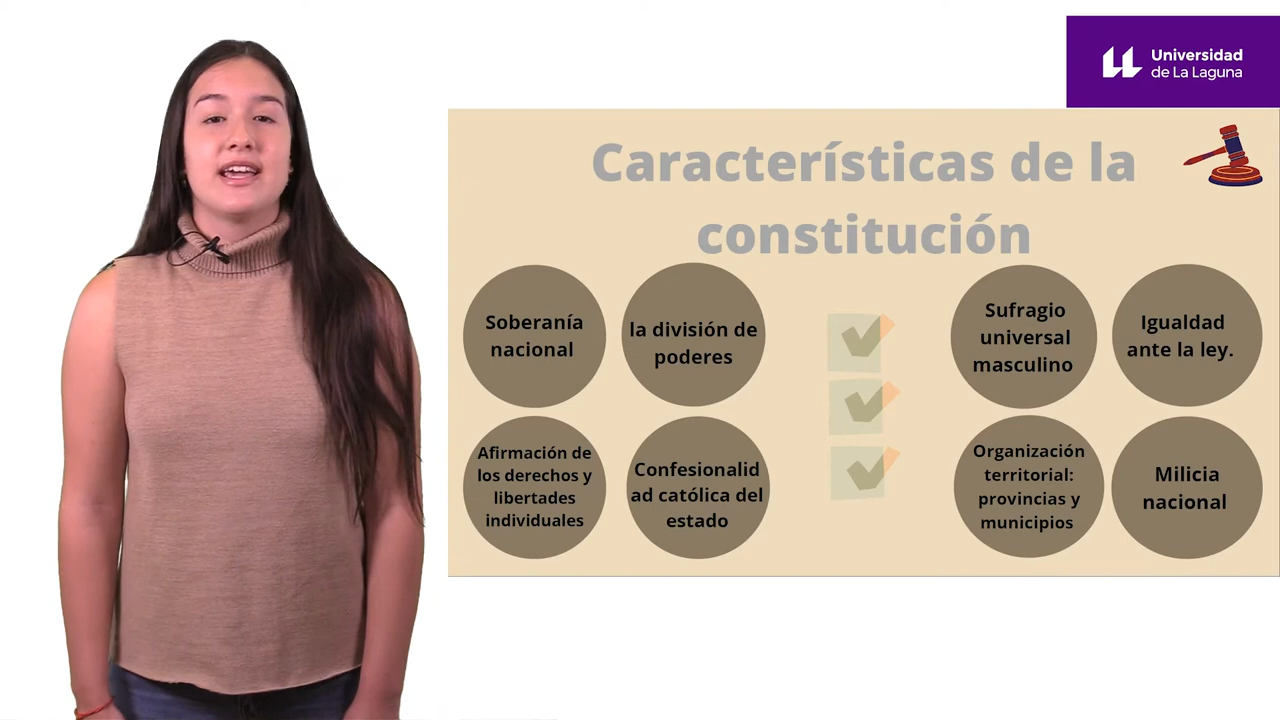 Universidad
de La Laguna
Características de la
constitución
Soberanía
nacional
la división de
poderes
Sufragio
universal
masculino
Igualdad
ante la ley.
Afirmación de
los derechos y
libertades
individuales
Confesionalid
ad católica del
estado
Organización
territorial:
provincias y
municipios
Milicia
nacional